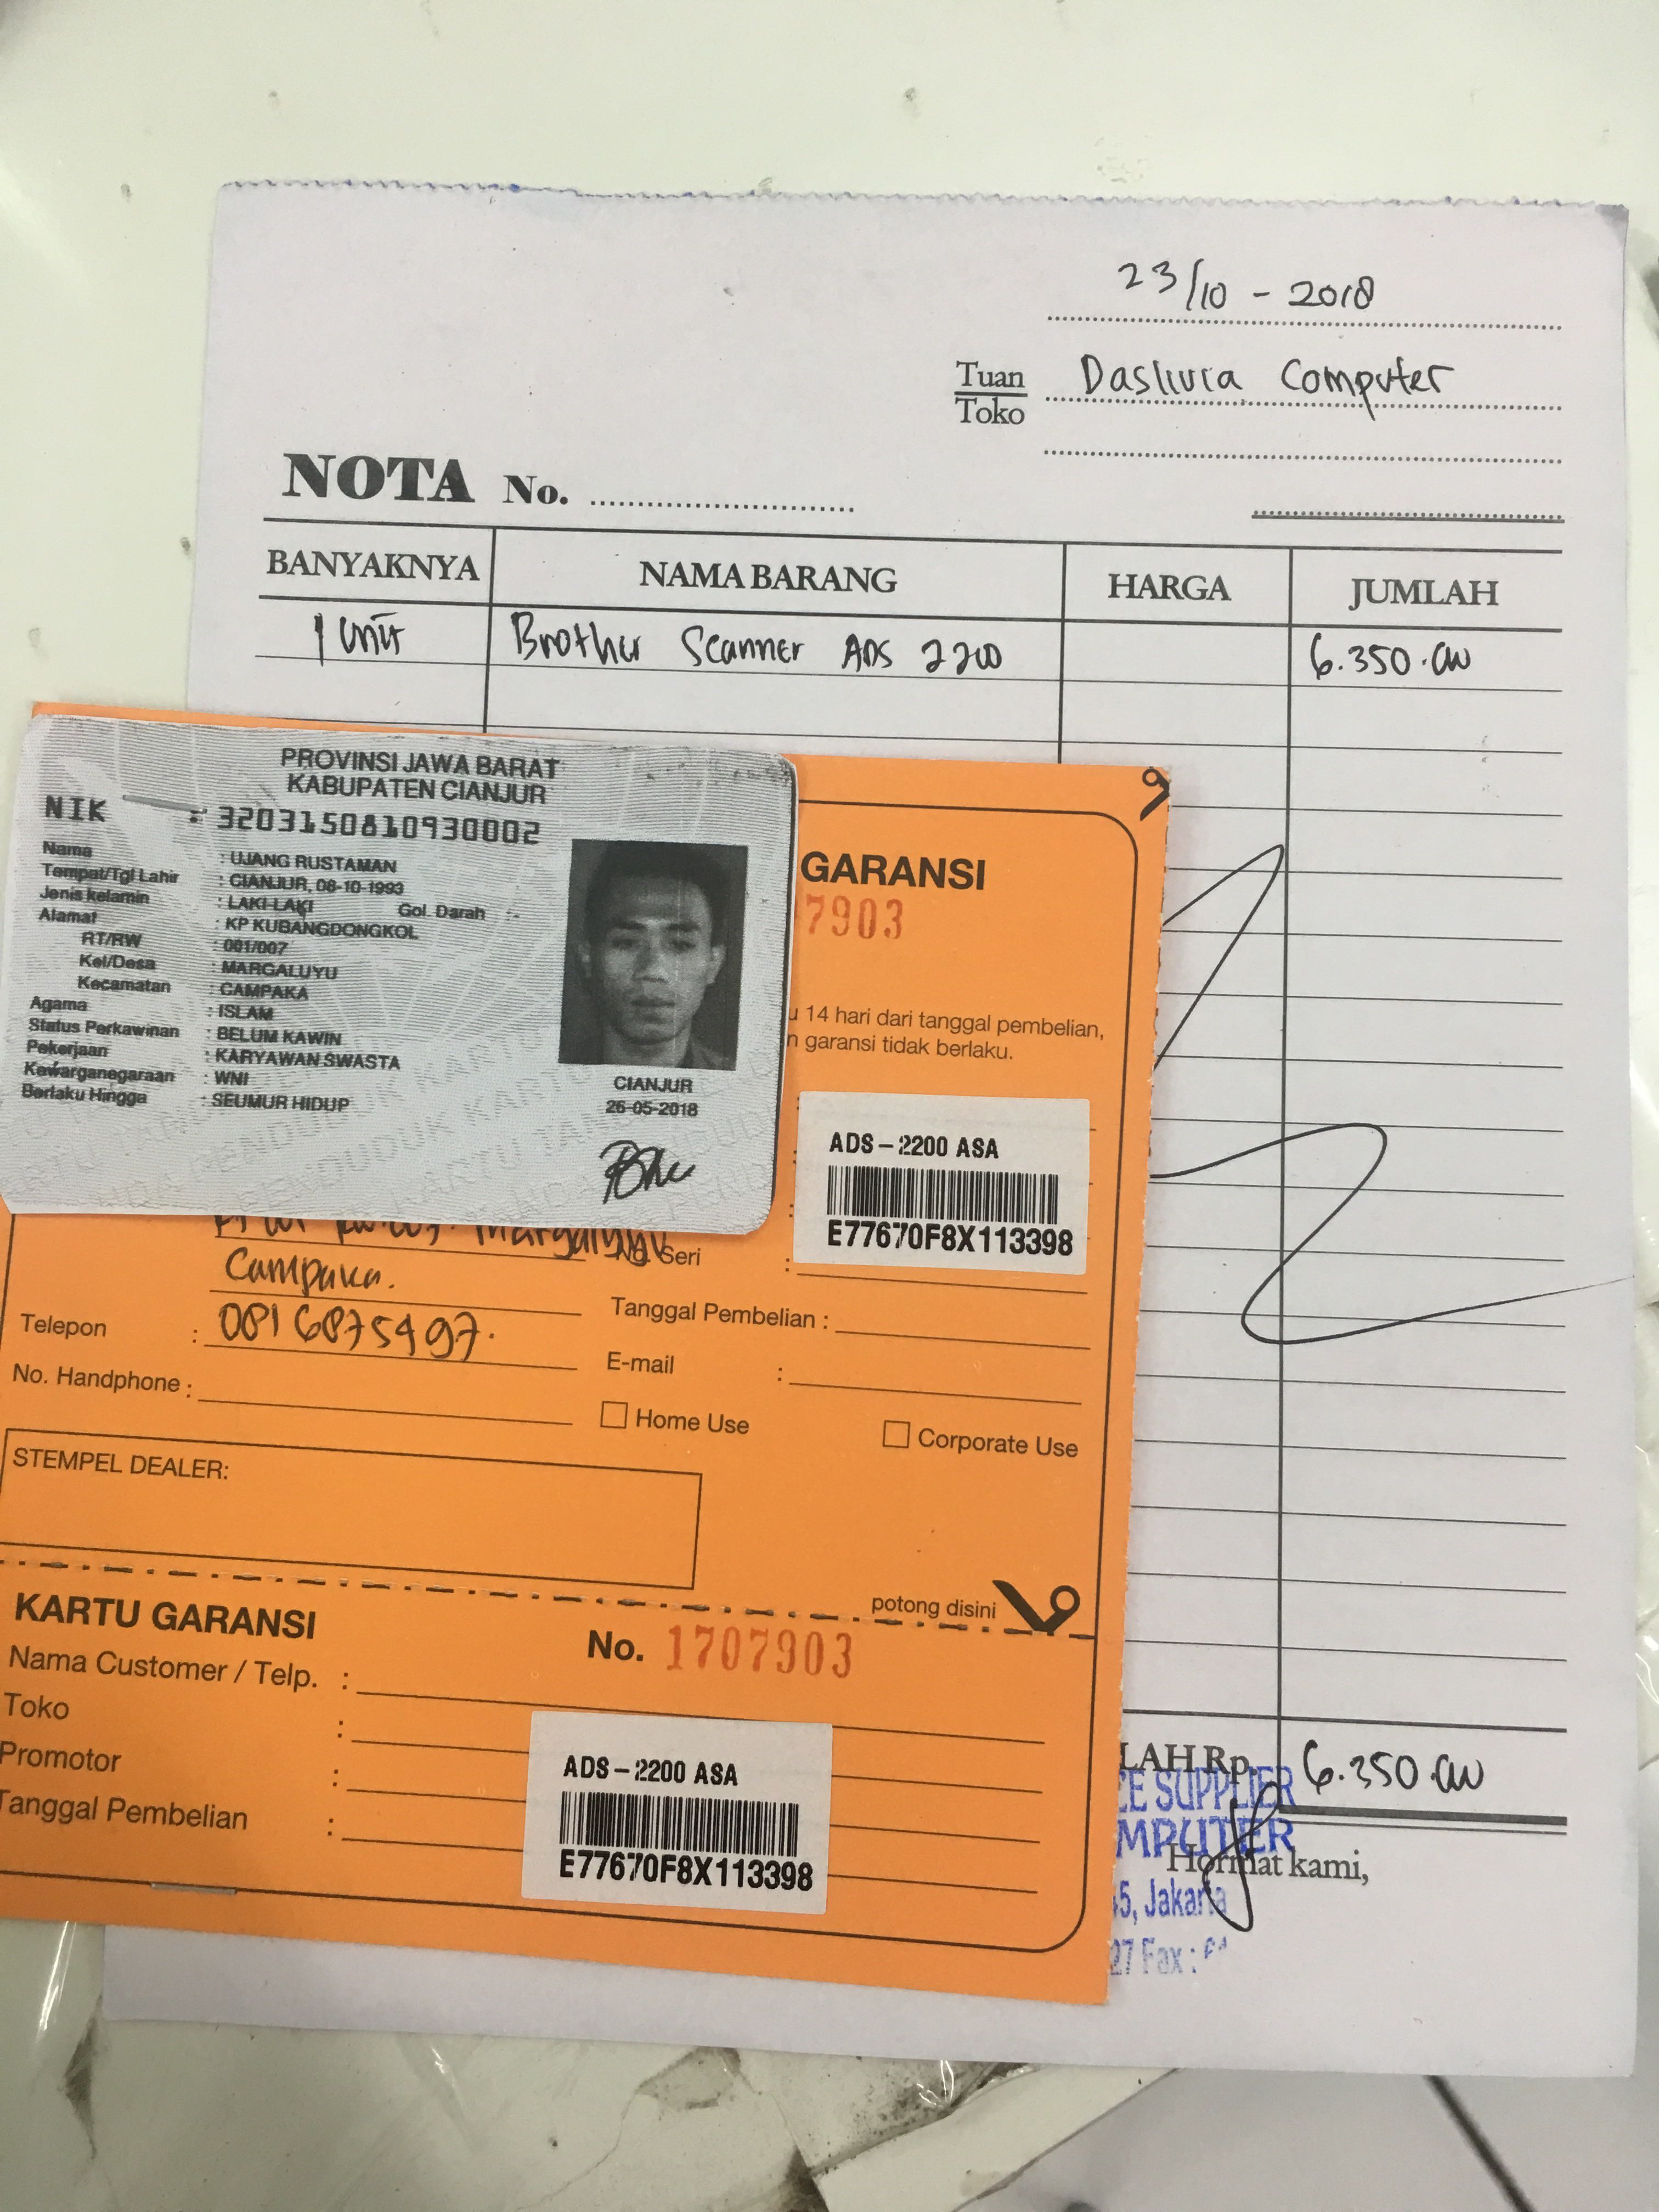 23/10 - 2018
Tuan
Toko
Computer
NOTA No.
BANYAKNYA NAMA BARANG HARGA JUMLAH
1 Unit Brother Scanner ADS 2200 6.350.000
PROVINSI JAWA BARAT
KABUPATEN CIANJUR
NIK : 3203150810930002
Nama : UJANG RUSTAMAN
Tempat/Tgl Lahir : CIANJUR, 08-10-1993
Jenis kelamin : LAKI-LAKI Gol. Darah : -
Alamat : KP KUBANGDONGKOL
RT/RW : 001/007
Kel/Desa : MARGALUYU
Kecamatan : CAMPAKA
Agama : ISLAM
Status Perkawinan : BELUM KAWIN
Pekerjaan : KARYAWAN SWASTA
Kewarganegaraan : WNI
Berlaku Hingga : SEUMUR HIDUP
CIANJUR
26-05-2018
GARANSI
7903
u 14 hari dari tanggal pembelian,
n garansi tidak berlaku.
ADS-2200 ASA
E77670F8X113398
No. Seri :
Campaka.
Telepon : 0816875497.
No. Handphone :
Tanggal Pembelian :
E-mail :
Home Use Corporate Use
STEMPEL DEALER:
potong disini
KARTU GARANSI No. 1707903
Nama Customer / Telp. :
Toko :
Promotor :
Tanggal Pembelian :
ADS-2200 ASA
E77670F8X113398
LAH Rp. 6.350.000
CE SUPPLIER
MPUTER
Hormat kami,
5, Jakarta
27 Fax :